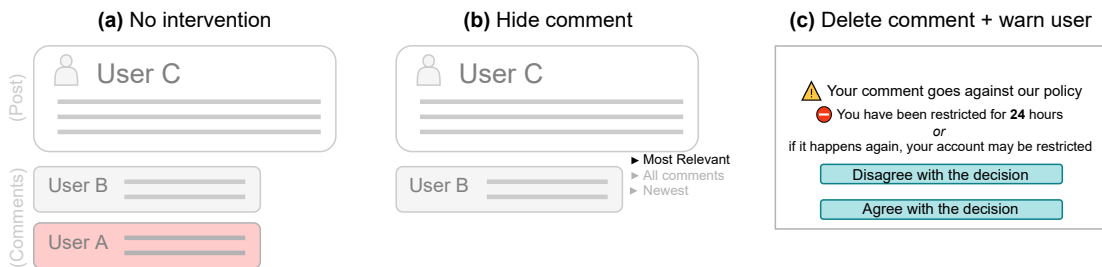 (a) No intervention
(Post)
User C
(Comments)
User B
User A
(b) Hide comment
User C
User B
► Most Relevant
► All comments
► Newest
(c) Delete comment + warn user
Your comment goes against our policy
You have been restricted for 24 hours
or
if it happens again, your account may be restricted
Disagree with the decision
Agree with the decision